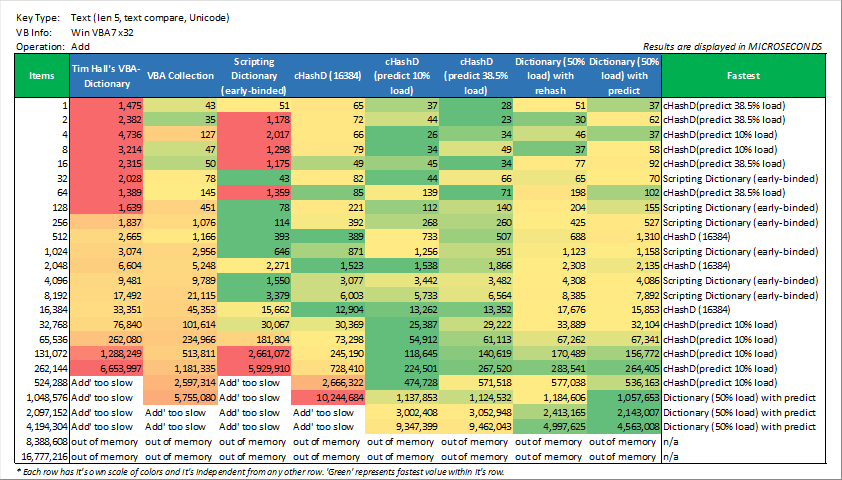 Key Type: Text (len 5, text compare, Unicode)
VB Info: Win VBA7 x32
Operation: Add Results are displayed in MICROSECONDS
Items Tim Hall's VBA-Dictionary VBA Collection Scripting Dictionary (early-binded) cHashD (16384) cHashD (predict 10% load) cHashD (predict 38.5% load) Dictionary (50% load) with rehash Dictionary (50% load) with predict Fastest
1 1,475 43 51 65 37 28 51 37 cHashD(predict 38.5% load)
2 2,382 35 1,178 72 44 23 30 62 cHashD(predict 38.5% load)
4 4,736 127 2,017 66 26 34 46 37 cHashD(predict 10% load)
8 3,214 47 1,298 79 34 49 37 58 cHashD(predict 10% load)
16 2,315 50 1,175 49 45 34 77 92 cHashD(predict 38.5% load)
32 2,028 78 43 82 44 66 65 70 Scripting Dictionary (early-binded)
64 1,389 145 1,359 85 139 71 198 102 cHashD(predict 38.5% load)
128 1,639 451 78 221 112 140 204 155 Scripting Dictionary (early-binded)
256 1,837 1,076 114 392 268 260 425 527 Scripting Dictionary (early-binded)
512 2,665 1,166 393 389 733 507 688 1,310 cHashD (16384)
1,024 3,074 2,956 646 871 1,256 951 1,123 1,158 Scripting Dictionary (early-binded)
2,048 6,604 5,248 2,271 1,523 1,538 1,866 2,303 2,135 cHashD (16384)
4,096 9,481 9,789 1,550 3,077 3,442 3,482 4,308 4,086 Scripting Dictionary (early-binded)
8,192 17,492 21,115 3,379 6,003 5,733 6,564 8,385 7,892 Scripting Dictionary (early-binded)
16,384 33,351 45,353 15,662 12,904 13,262 13,352 17,676 15,853 cHashD (16384)
32,768 76,840 101,614 30,067 30,369 25,387 29,222 33,889 32,104 cHashD(predict 10% load)
65,536 262,080 234,966 181,804 73,298 54,912 61,113 67,262 67,341 cHashD(predict 10% load)
131,072 1,288,249 513,811 2,661,072 245,190 118,645 140,619 170,489 156,772 cHashD(predict 10% load)
262,144 6,653,997 1,181,335 5,929,910 728,410 224,501 267,520 283,541 264,405 cHashD(predict 10% load)
524,288 Add' too slow 2,597,314 Add' too slow 2,666,322 474,728 571,518 577,038 536,163 cHashD(predict 10% load)
1,048,576 Add' too slow 5,755,080 Add' too slow 10,244,684 1,137,853 1,124,532 1,184,606 1,057,653 Dictionary (50% load) with predict
2,097,152 Add' too slow Add' too slow Add' too slow Add' too slow 3,002,408 3,052,948 2,413,165 2,143,007 Dictionary (50% load) with predict
4,194,304 Add' too slow Add' too slow Add' too slow Add' too slow 9,347,399 9,462,043 4,997,625 4,563,008 Dictionary (50% load) with predict
8,388,608 out of memory out of memory out of memory out of memory out of memory out of memory out of memory out of memory n/a
16,777,216 out of memory out of memory out of memory out of memory out of memory out of memory out of memory out of memory n/a
* Each row has it's own scale of colors and it's independent from any other row. 'Green' represents fastest value within it's row.